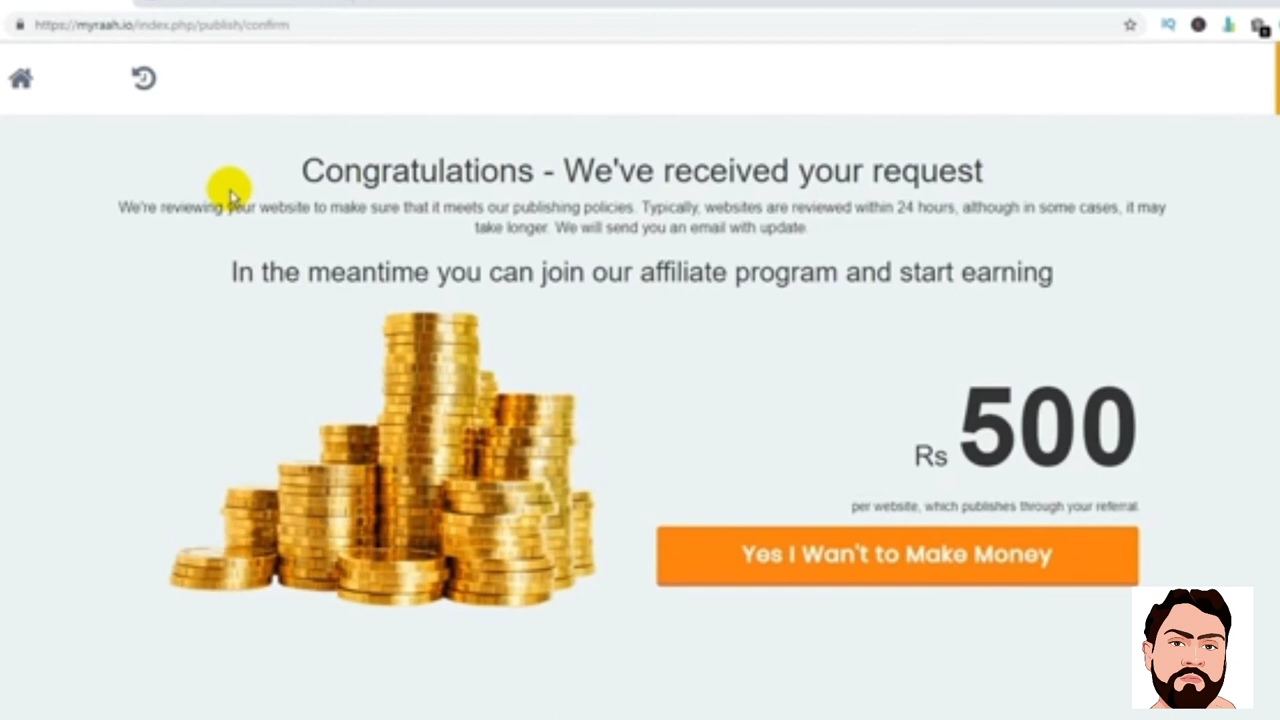 https://myraah.io/index.php/publish/confirm
Congratulations - We've received your request
We're reviewing your website to make sure that it meets our publishing policies. Typically, websites are reviewed within 24 hours, although in some cases, it may
take longer. We will send you an email with update.
In the meantime you can join our affiliate program and start earning
Rs 500
per website, which publishes through your referral
Yes I Wan't to Make Money